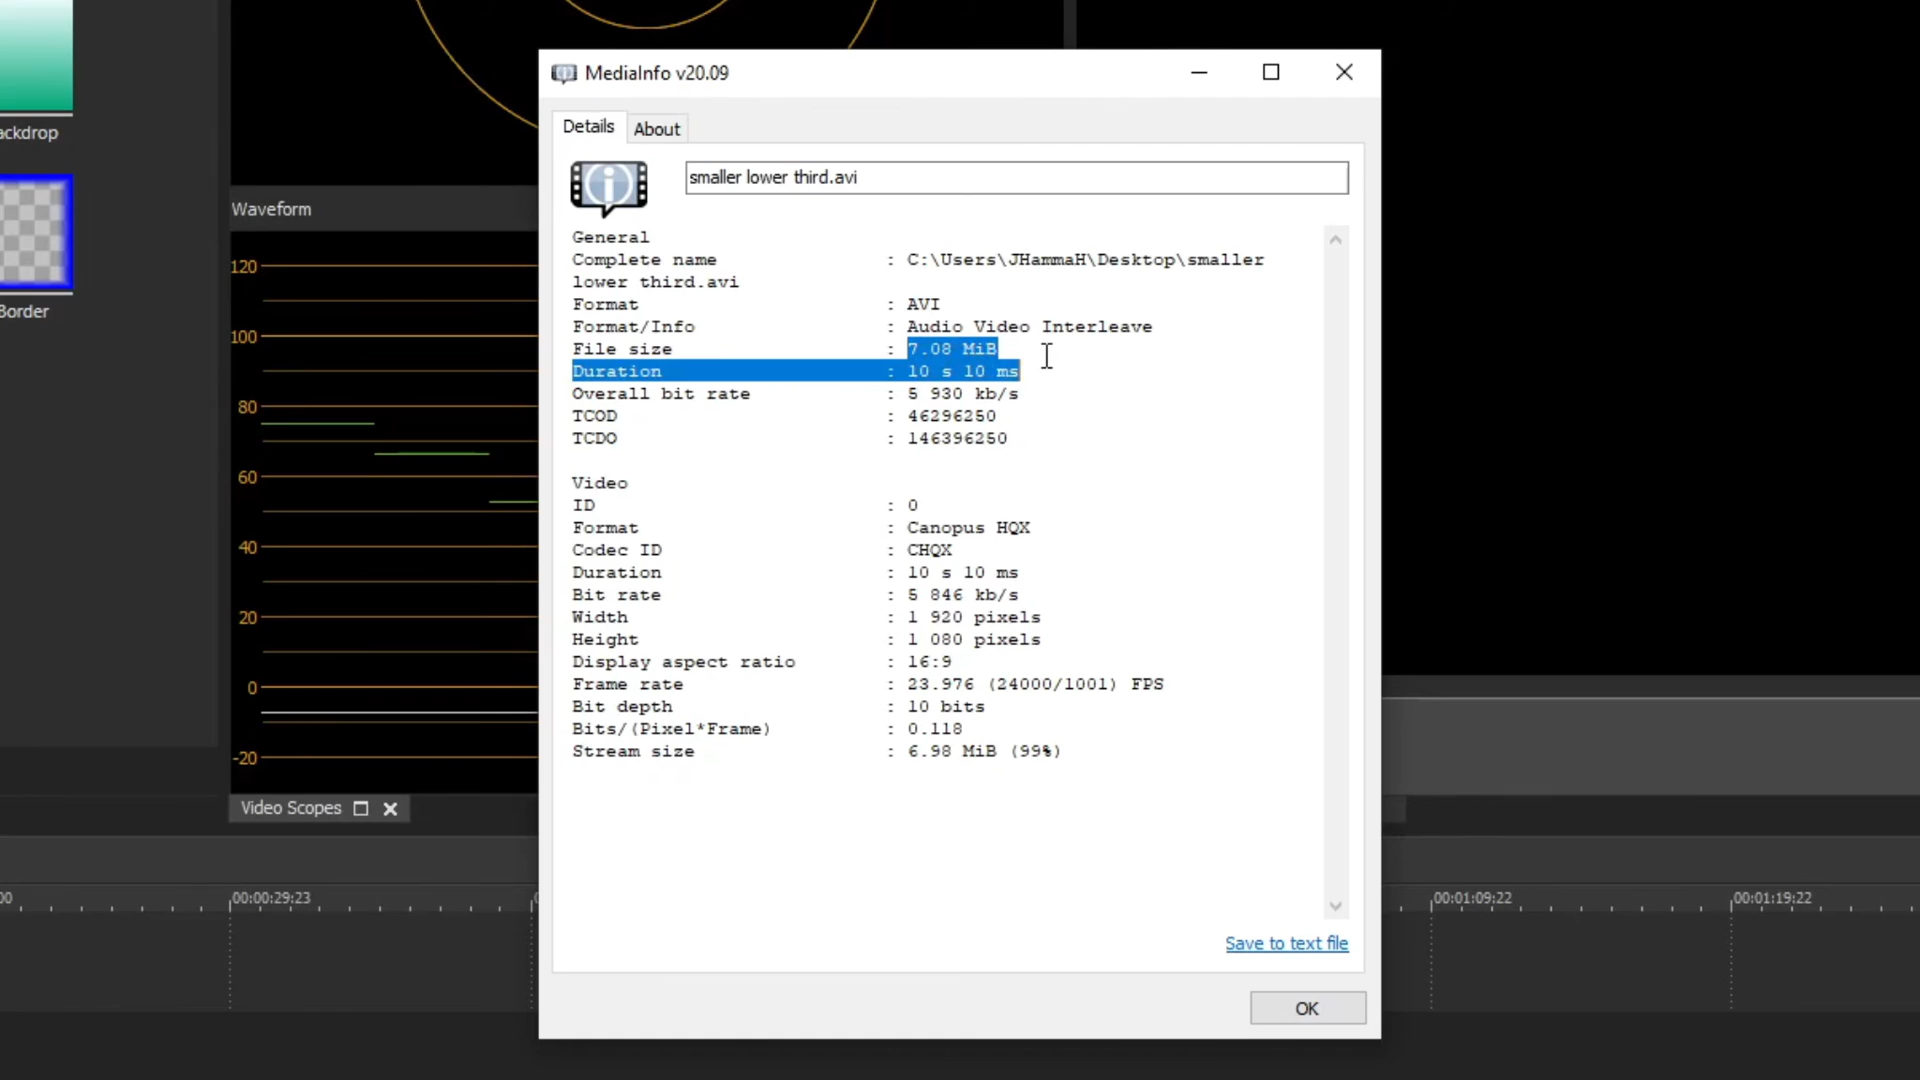 ackdrop
Border
Waveform
120
100
80
60
40
20
0
-20
Video Scopes
MediaInfo v20.09
Details
About
smaller lower third.avi
General
Complete name : C:\Users\JHammaH\Desktop\smaller
lower third.avi
Format : AVI
Format/Info : Audio Video Interleave
File size : 7.08 MiB
Duration : 10 s 10 ms
Overall bit rate : 5 930 kb/s
TCOD : 46296250
TCDO : 146396250
Video
ID : 0
Format : Canopus HQX
Codec ID : CHQX
Duration : 10 s 10 ms
Bit rate : 5 846 kb/s
Width : 1 920 pixels
Height : 1 080 pixels
Display aspect ratio : 16:9
Frame rate : 23.976 (24000/1001) FPS
Bit depth : 10 bits
Bits/(Pixel*Frame) : 0.118
Stream size : 6.98 MiB (99%)
Save to text file
OK
00 00:00:29;23 00:01:09;22 00:01:19;22